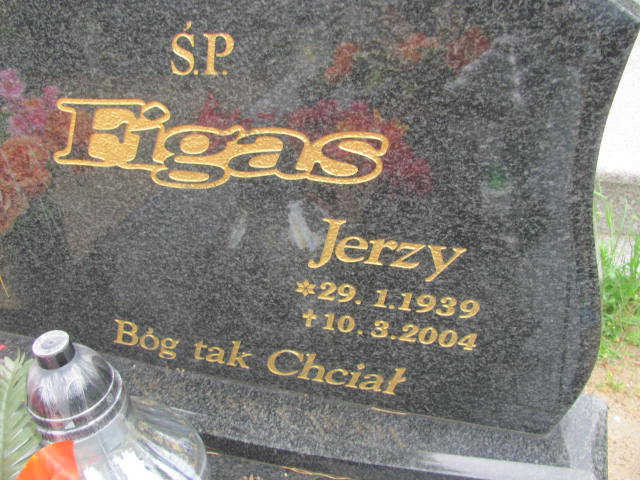 Ś.P.
Figas
Jerzy
*29.1.1939
†10.3.2004
Bóg tak Chciał